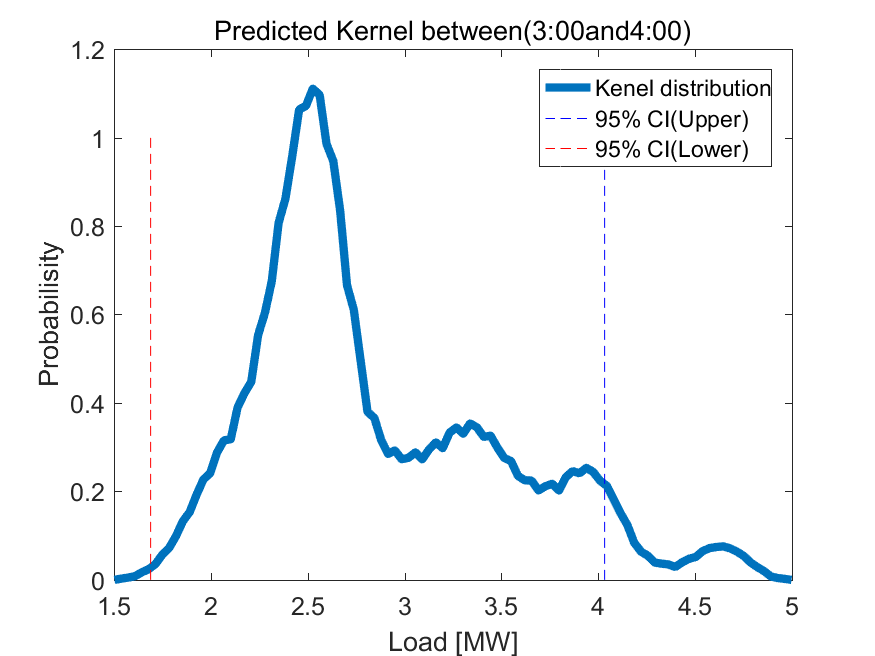 Predicted Kernel between(3:00and4:00)
1.2
1
0.8
0.6
0.4
0.2
0
Probabilisity
Kenel distribution
95% CI(Upper)
95% CI(Lower)
1.5 2 2.5 3 3.5 4 4.5 5
Load [MW]